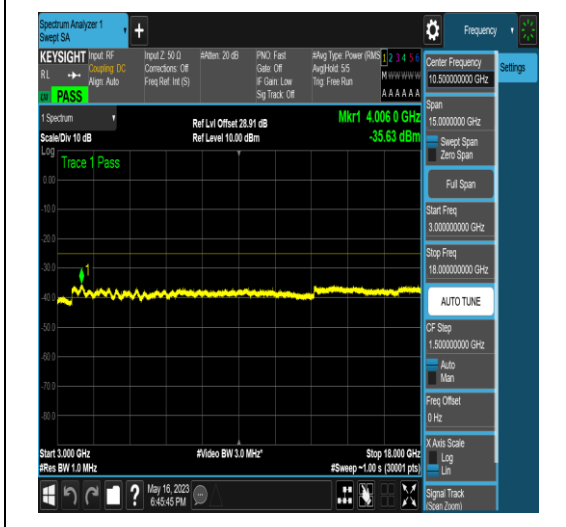 Spectrum Analyzer 1
Swept SA
+
Frequency
KEYSIGHT
RL
PASS
Input: RF
Coupling: DC
Align: Auto
Input Z: 50 Ω
Corrections: Off
Freq Ref: Int (S)
#Atten: 20 dB
PNO: Fast
Gate: Off
IF Gain: Low
Sig Track: Off
#Avg Type: Power (RMS)
Avg|Hold: 5/5
Trig: Free Run
1 2 3 4 5 6
M W W W W W
A A A A A A
1 Spectrum
Scale/Div 10 dB
Ref Lvl Offset 28.91 dB
Ref Level 10.00 dBm
Mkr1 4.006 0 GHz
-35.63 dBm
Log
Trace 1 Pass
0.00
-10.0
-20.0
-30.0
-40.0
-50.0
-60.0
-70.0
-80.0
1
Start 3.000 GHz
#Res BW 1.0 MHz
#Video BW 3.0 MHz*
Stop 18.000 GHz
#Sweep ~1.00 s (30001 pts)
?
May 16, 2023
6:45:45 PM
Center Frequency
10.500000000 GHz
Settings
Span
15.0000000 GHz
Swept Span
Zero Span
Full Span
Start Freq
3.000000000 GHz
Stop Freq
18.000000000 GHz
AUTO TUNE
CF Step
1.500000000 GHz
Auto
Man
Freq Offset
0 Hz
X Axis Scale
Log
Lin
Signal Track
(Span Zoom)